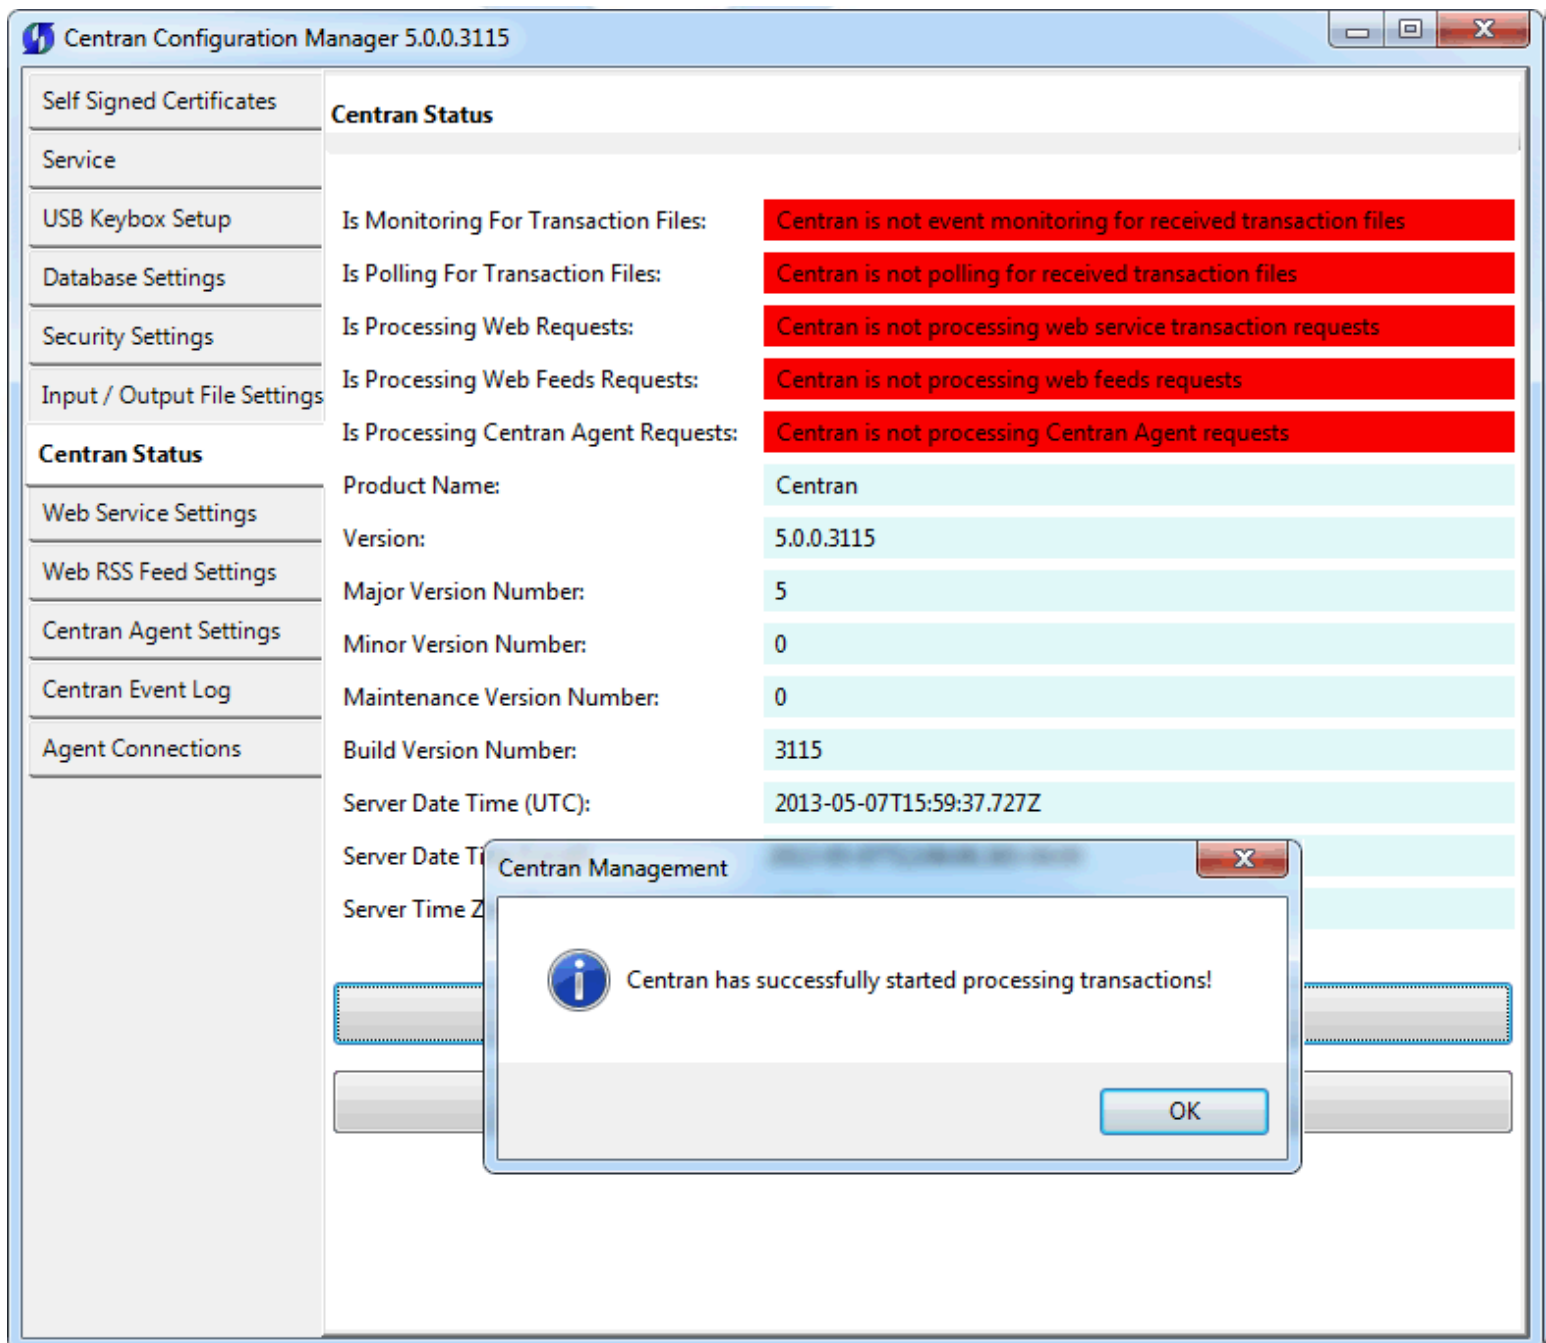 Centran Configuration Manager 5.0.0.3115
Self Signed Certificates
Service
USB Keybox Setup
Database Settings
Security Settings
Input / Output File Settings
Centran Status
Web Service Settings
Web RSS Feed Settings
Centran Agent Settings
Centran Event Log
Agent Connections
Centran Status
Is Monitoring For Transaction Files: Centran is not event monitoring for received transaction files
Is Polling For Transaction Files: Centran is not polling for received transaction files
Is Processing Web Requests: Centran is not processing web service transaction requests
Is Processing Web Feeds Requests: Centran is not processing web feeds requests
Is Processing Centran Agent Requests: Centran is not processing Centran Agent requests
Product Name: Centran
Version: 5.0.0.3115
Major Version Number: 5
Minor Version Number: 0
Maintenance Version Number: 0
Build Version Number: 3115
Server Date Time (UTC): 2013-05-07T15:59:37.727Z
Server Date Ti
Server Time Z
Centran Management
Centran has successfully started processing transactions!
OK